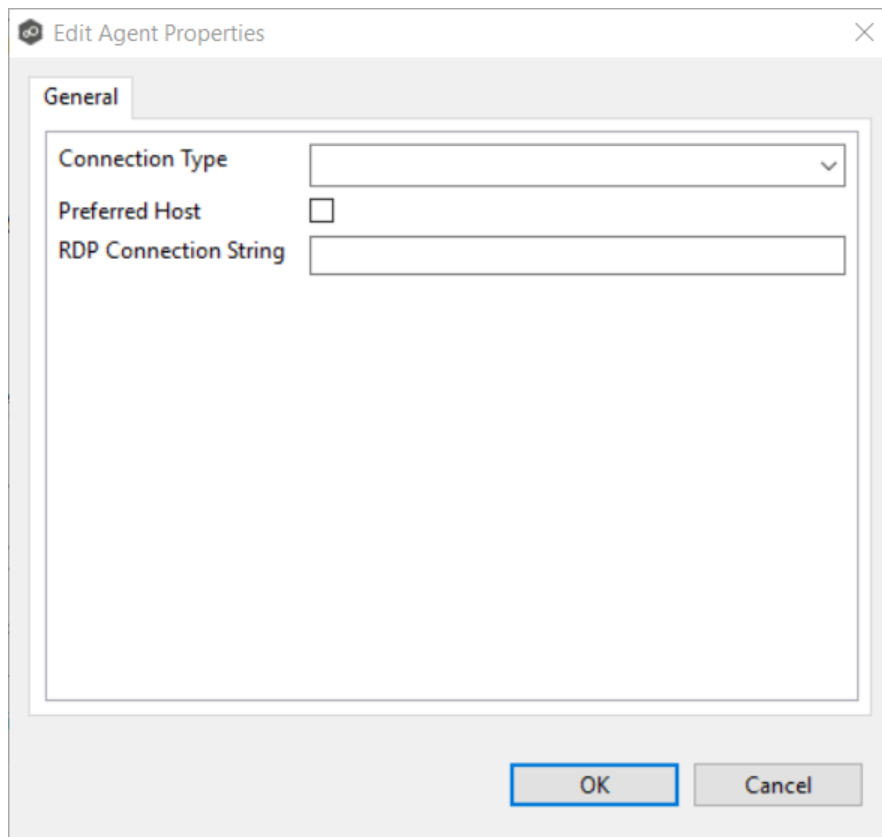 Edit Agent Properties
General
Connection Type
Preferred Host
RDP Connection String
OK Cancel